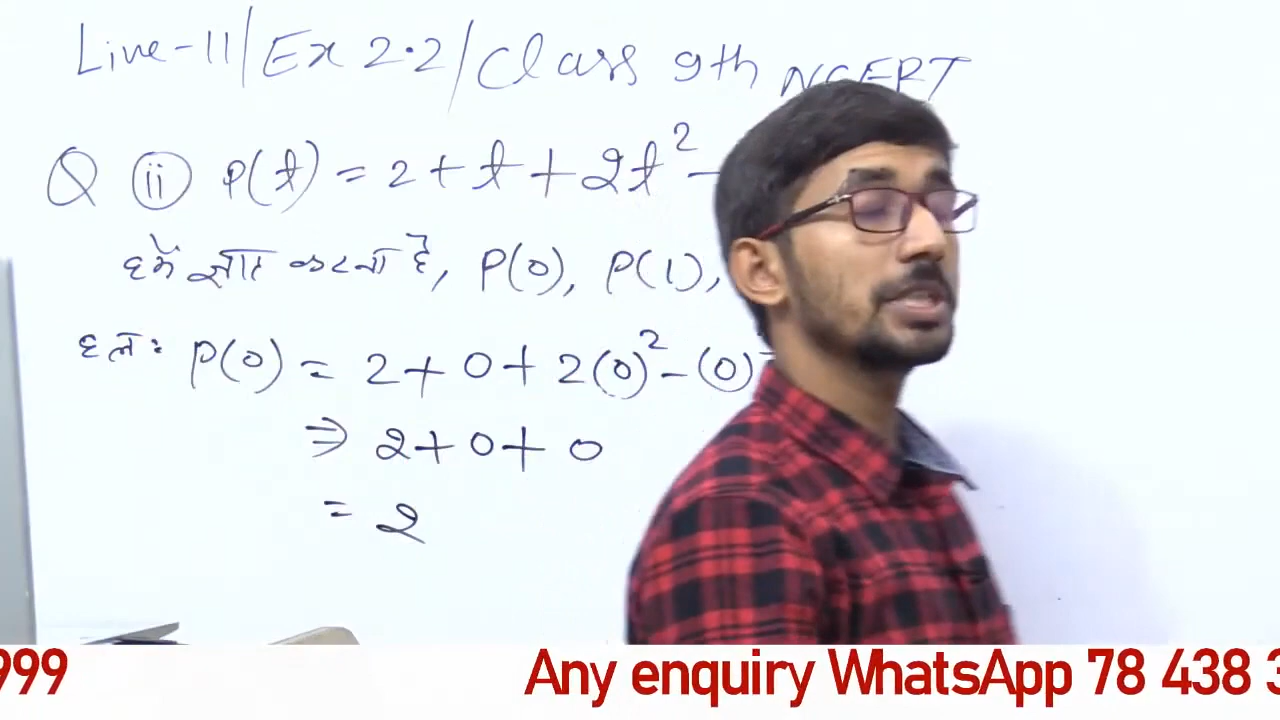 Live-11/Ex 2.2/Class 9th NCERT
Q (ii) P(t) = 2 + t + 2t² -
हमें ज्ञात करना है, P(0), P(1),
हल: P(0) = 2 + 0 + 2(0)² - (0)
⇒ 2 + 0 + 0
= 2
999 Any enquiry WhatsApp 78 438 3